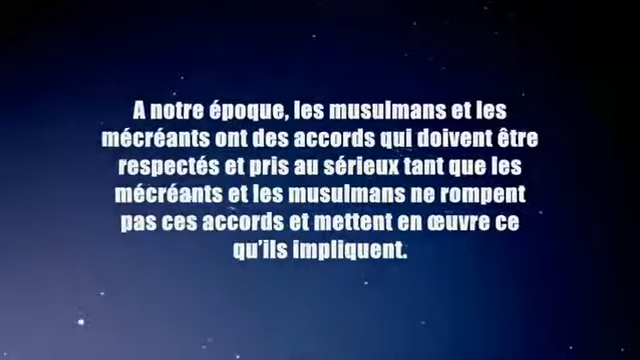 A notre époque, les musulmans et les
mécréants ont des accords qui doivent être
respectés et pris au sérieux tant que les
mécréants et les musulmans ne rompent
pas ces accords et mettent en œuvre ce
qu'ils impliquent.